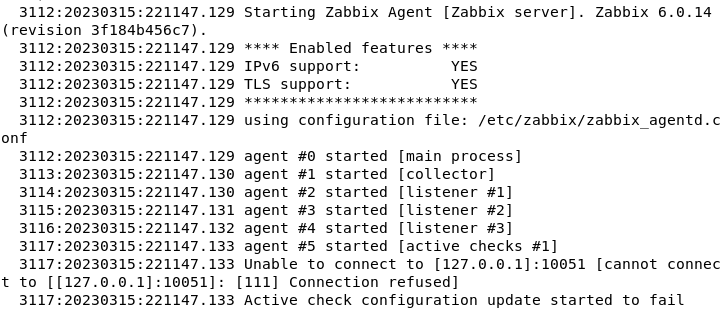 3112:20230315:221147.129 Starting Zabbix Agent [Zabbix server]. Zabbix 6.0.14
(revision 3f184b456c7).
3112:20230315:221147.129 **** Enabled features ****
3112:20230315:221147.129 IPv6 support:          YES
3112:20230315:221147.129 TLS support:           YES
3112:20230315:221147.129 **************************
3112:20230315:221147.129 using configuration file: /etc/zabbix/zabbix_agentd.c
onf
3112:20230315:221147.129 agent #0 started [main process]
3113:20230315:221147.130 agent #1 started [collector]
3114:20230315:221147.130 agent #2 started [listener #1]
3115:20230315:221147.131 agent #3 started [listener #2]
3116:20230315:221147.132 agent #4 started [listener #3]
3117:20230315:221147.133 agent #5 started [active checks #1]
3117:20230315:221147.133 Unable to connect to [127.0.0.1]:10051 [cannot connec
t to [[127.0.0.1]:10051]: [111] Connection refused]
3117:20230315:221147.133 Active check configuration update started to fail